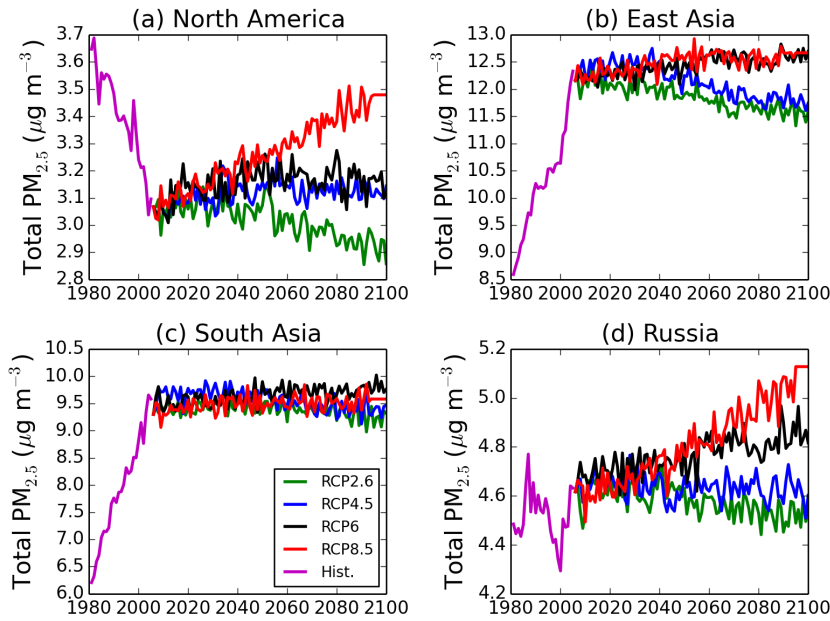 (a) North America
Total PM2.5 (μg m−3)
3.7
3.6
3.5
3.4
3.3
3.2
3.1
3.0
2.9
2.8
1980 2000 2020 2040 2060 2080 2100
(b) East Asia
Total PM2.5 (μg m−3)
13.0
12.5
12.0
11.5
11.0
10.5
10.0
9.5
9.0
8.5
1980 2000 2020 2040 2060 2080 2100
(c) South Asia
Total PM2.5 (μg m−3)
10.5
10.0
9.5
9.0
8.5
8.0
7.5
7.0
6.5
6.0
1980 2000 2020 2040 2060 2080 2100
RCP2.6
RCP4.5
RCP6
RCP8.5
Hist.
(d) Russia
Total PM2.5 (μg m−3)
5.2
5.0
4.8
4.6
4.4
4.2
1980 2000 2020 2040 2060 2080 2100